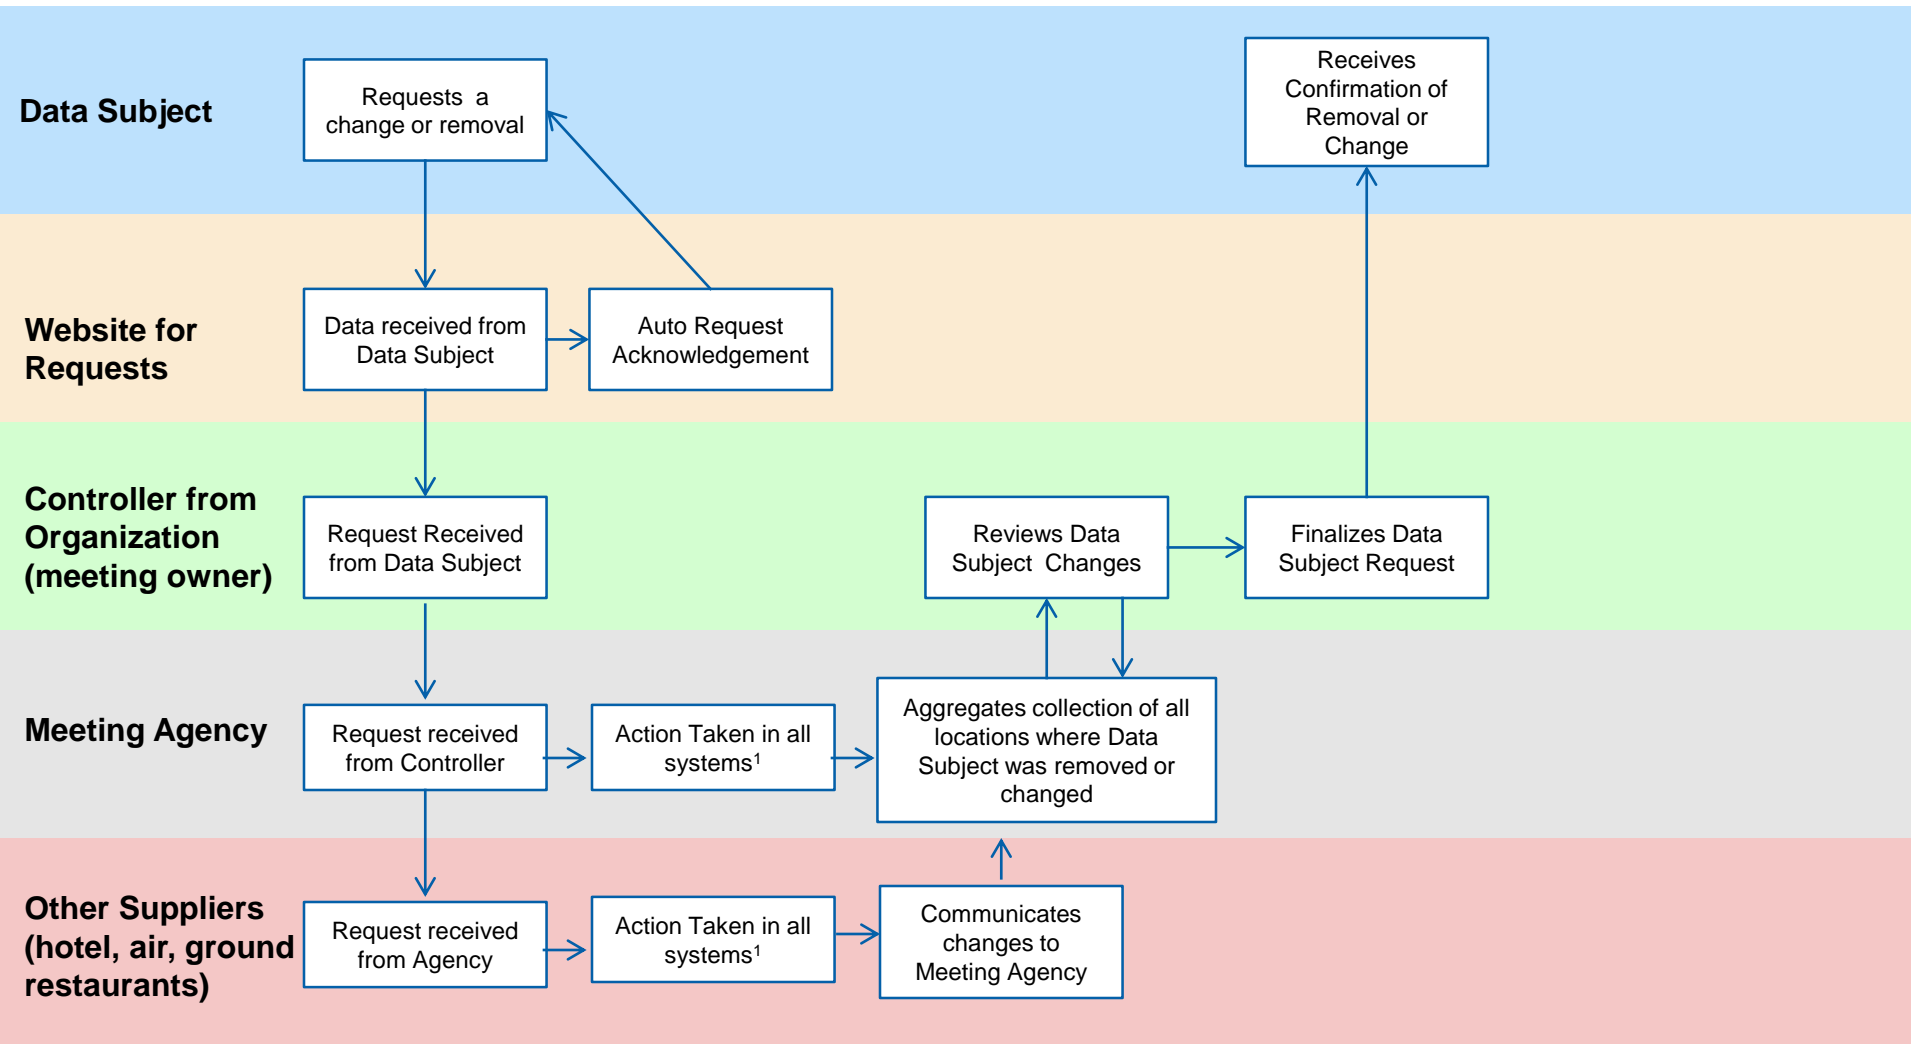 Data Subject
Requests a
change or removal
Receives
Confirmation of
Removal or
Change
Website for
Requests
Data received from
Data Subject
Auto Request
Acknowledgement
Controller from
Organization
(meeting owner)
Request Received
from Data Subject
Reviews Data
Subject Changes
Finalizes Data
Subject Request
Meeting Agency
Request received
from Controller
Action Taken in all
systems¹
Aggregates collection of all
locations where Data
Subject was removed or
changed
Other Suppliers
(hotel, air, ground
restaurants)
Request received
from Agency
Action Taken in all
systems¹
Communicates
changes to
Meeting Agency